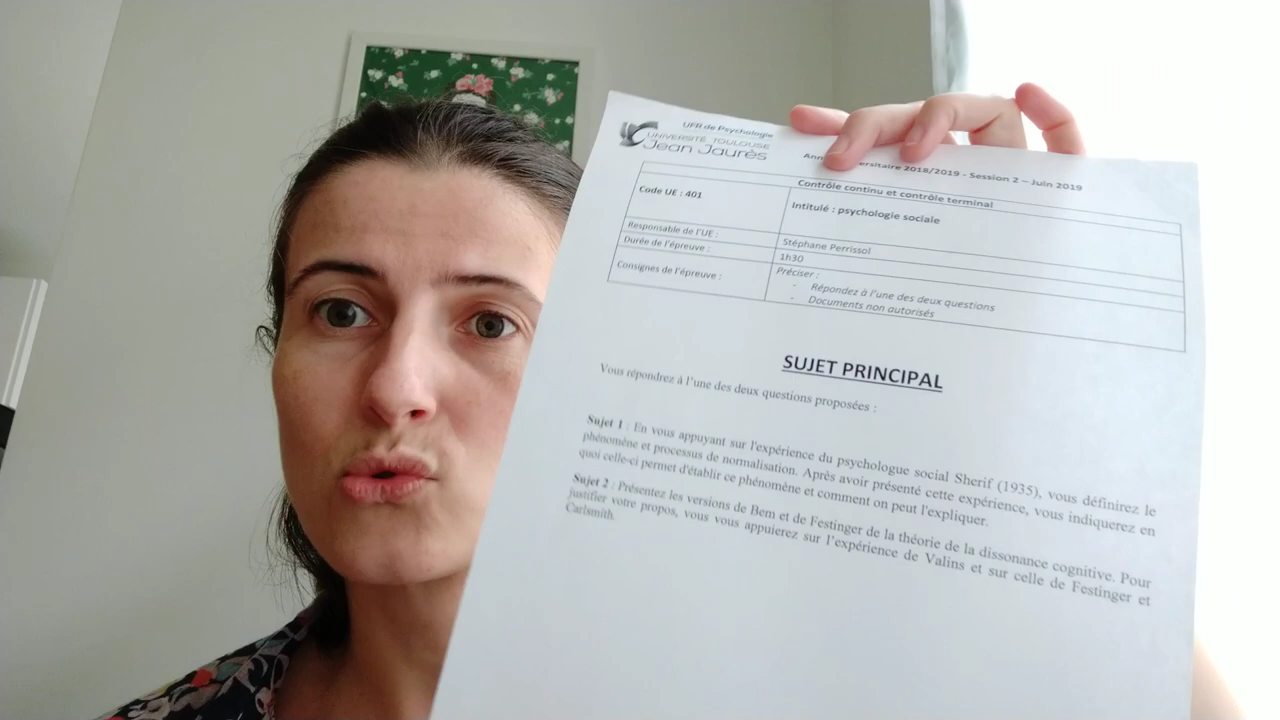 UFR de Psychologie
UNIVERSITÉ TOULOUSE
Jean Jaurès
2018/2019 - Session 2 – Juin 2019
Contrôle continu et contrôle terminal
Code UE : 401
Intitulé : psychologie sociale
Responsable de l'UE :
Stéphane Perrissol
Durée de l'épreuve :
1h30
Consignes de l'épreuve :
Préciser :
- Répondez à l'une des deux questions
- Documents non autorisés
SUJET PRINCIPAL
Vous répondrez à l'une des deux questions proposées :
Sujet 1 : En vous appuyant sur l'expérience du psychologue social Sherif (1935), vous définirez le
phénomène et processus de normalisation. Après avoir présenté cette expérience, vous indiquerez en
quoi celle-ci permet d'établir ce phénomène et comment on peut l'expliquer.
Sujet 2 : Présentez les versions de Bem et de Festinger de la théorie de la dissonance cognitive. Pour
justifier votre propos, vous vous appuierez sur l'expérience de Valins et sur celle de Festinger et
Carlsmith.